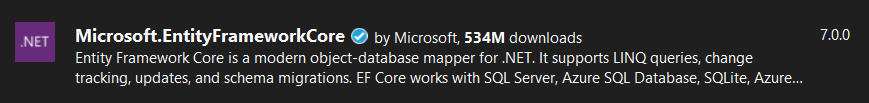 .NET
Microsoft.EntityFrameworkCore by Microsoft, 534M downloads 7.0.0
Entity Framework Core is a modern object-database mapper for .NET. It supports LINQ queries, change
tracking, updates, and schema migrations. EF Core works with SQL Server, Azure SQL Database, SQLite, Azure...